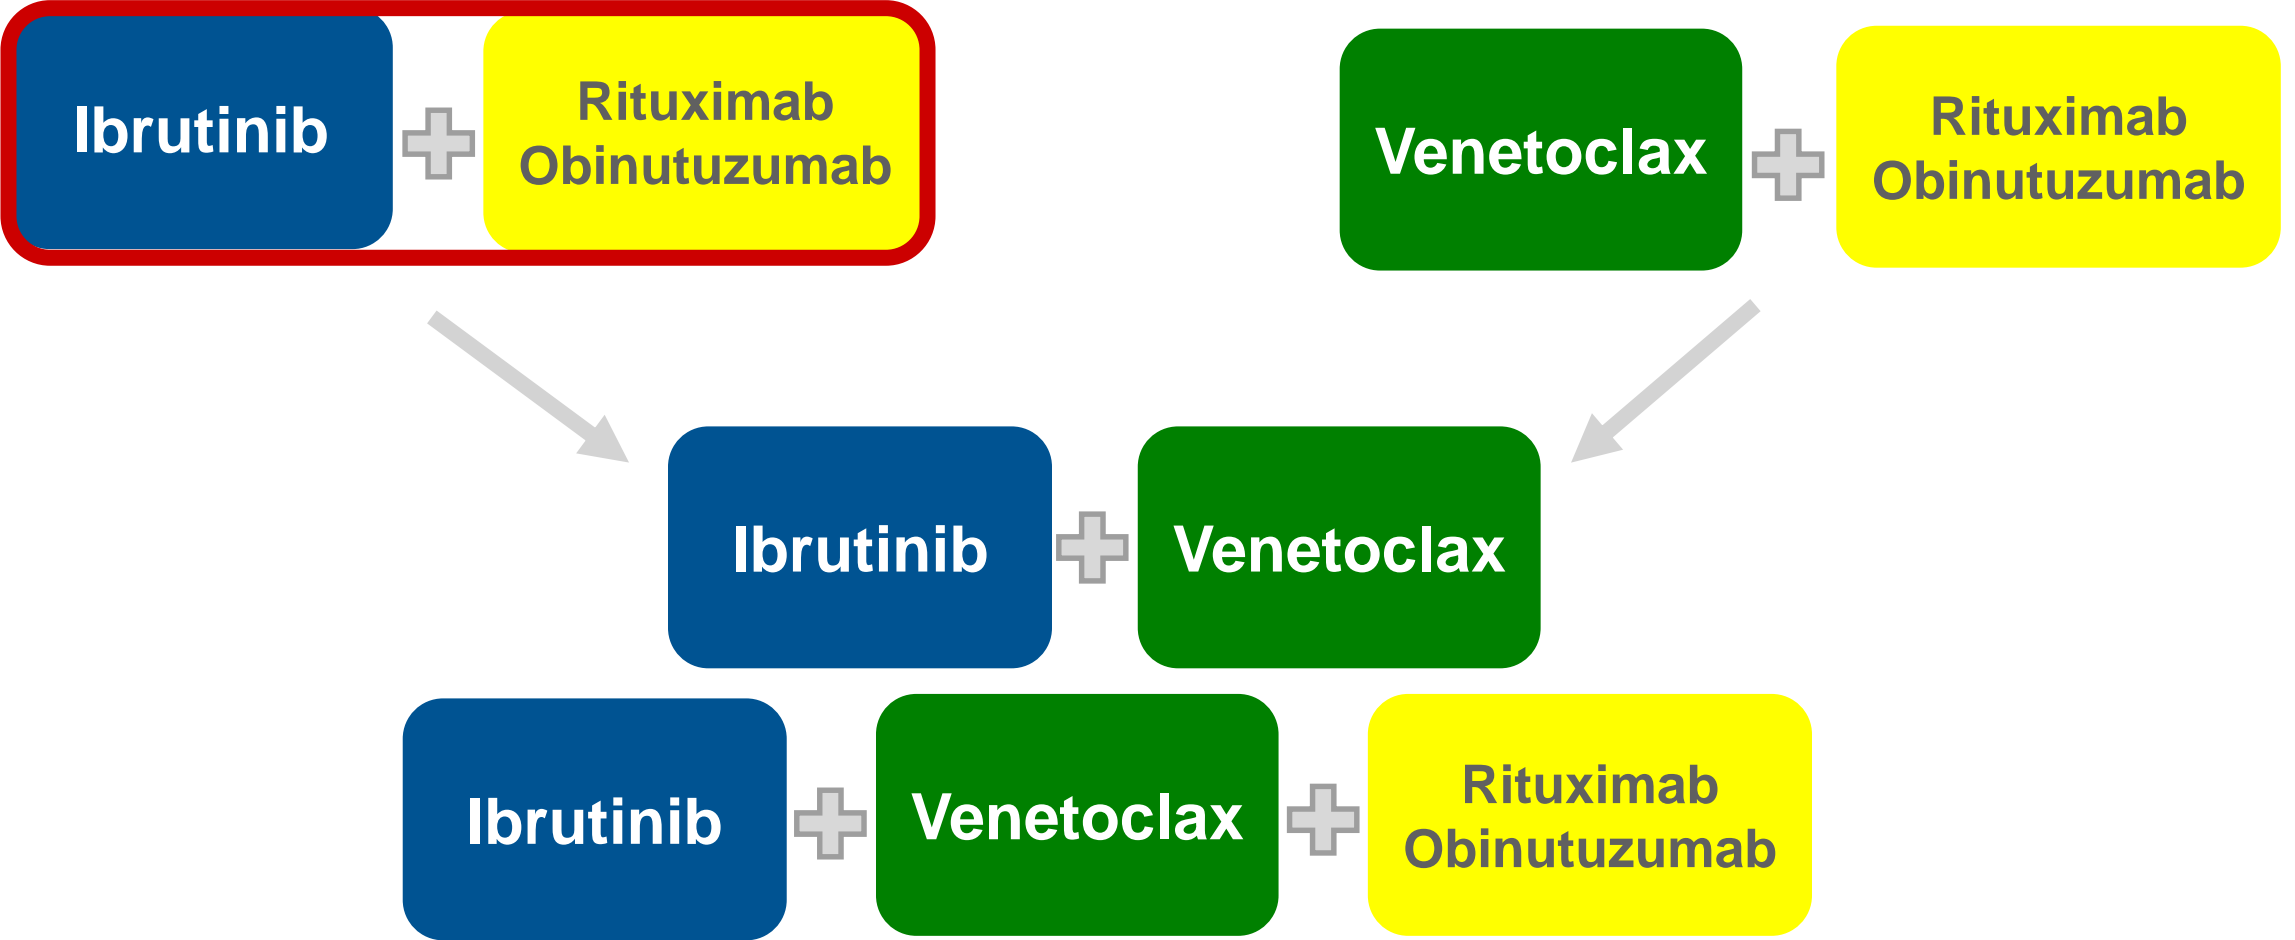 Ibrutinib
Rituximab
Obinutuzumab
Venetoclax
Rituximab
Obinutuzumab
Ibrutinib
Venetoclax
Ibrutinib
Venetoclax
Rituximab
Obinutuzumab